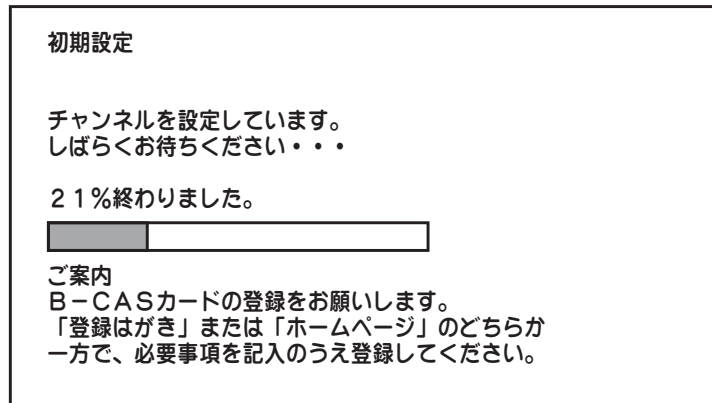 初期設定
チャンネルを設定しています。
しばらくお待ちください・・・
２１％終わりました。
ご案内
Ｂ－ＣＡＳカードの登録をお願いします。
「登録はがき」または「ホームページ」のどちらか
一方で、必要事項を記入のうえ登録してください。